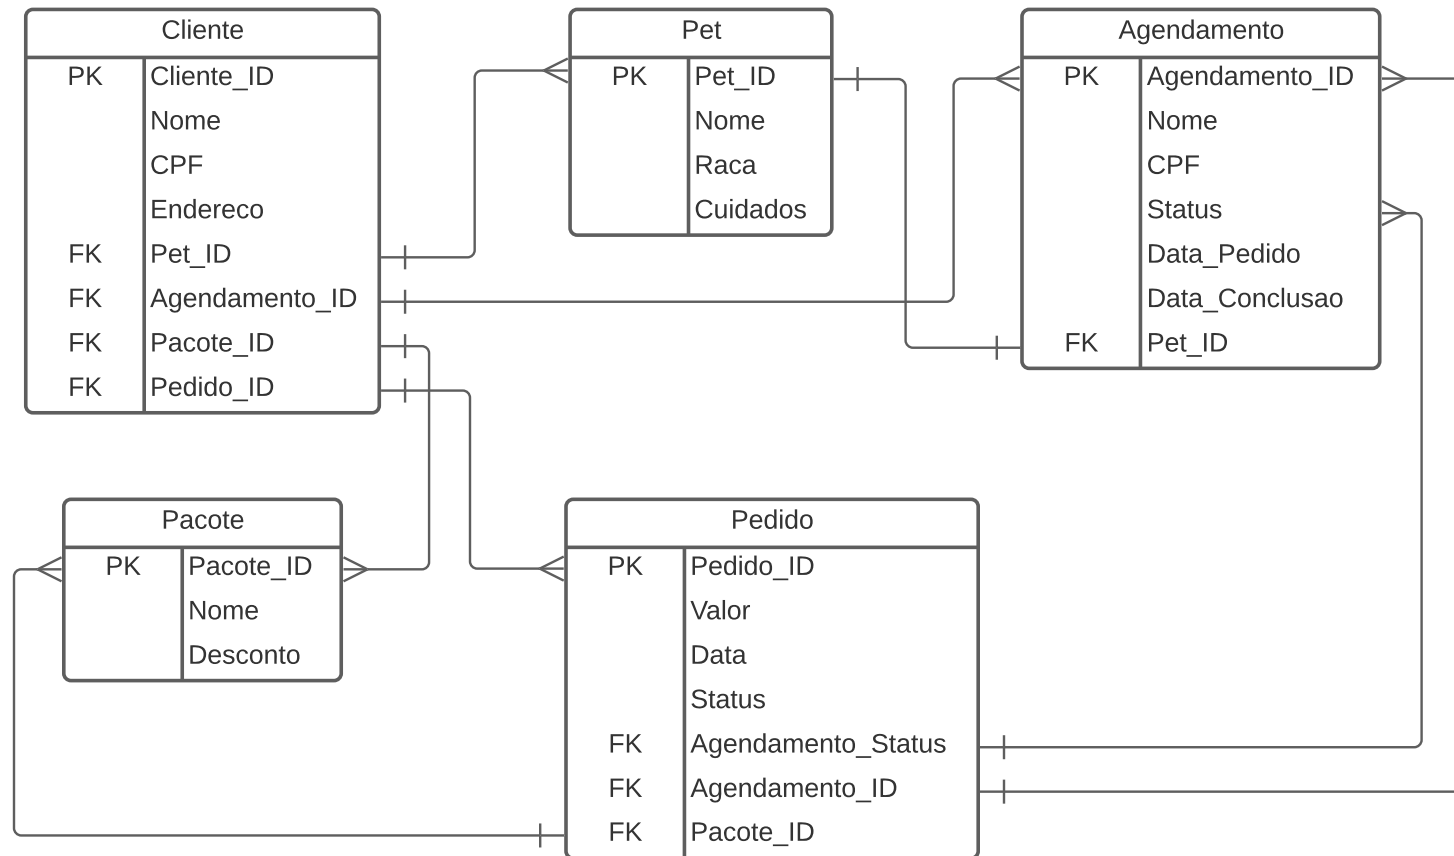 Cliente
PK Cliente_ID
Nome
CPF
Endereco
FK Pet_ID
FK Agendamento_ID
FK Pacote_ID
FK Pedido_ID
Pet
PK Pet_ID
Nome
Raca
Cuidados
Agendamento
PK Agendamento_ID
Nome
CPF
Status
Data_Pedido
Data_Conclusao
FK Pet_ID
Pacote
PK Pacote_ID
Nome
Desconto
Pedido
PK Pedido_ID
Valor
Data
Status
FK Agendamento_Status
FK Agendamento_ID
FK Pacote_ID